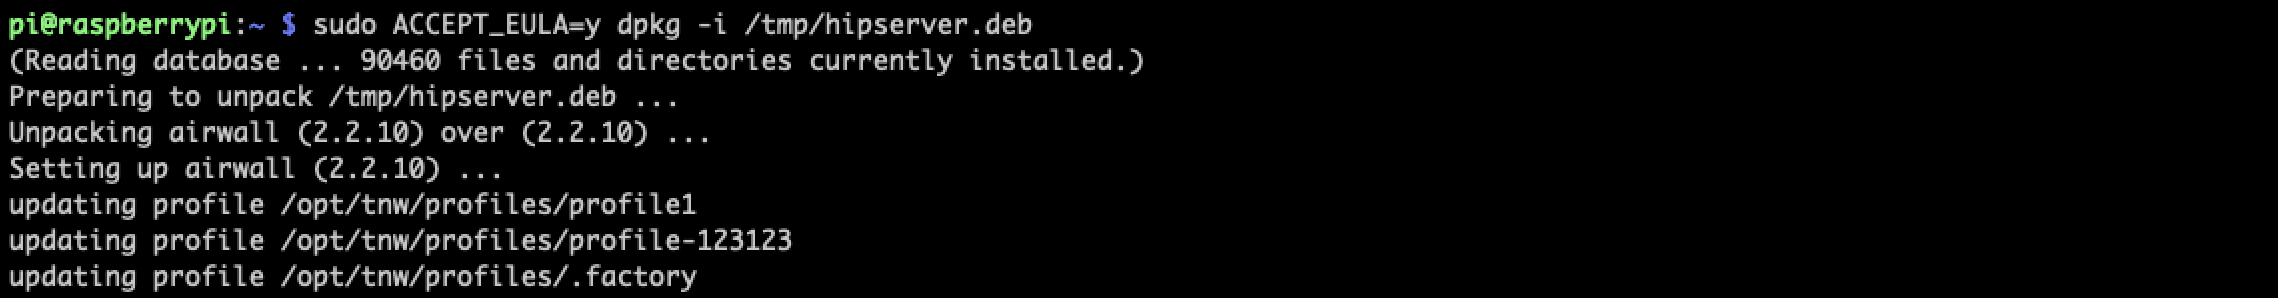 pi@raspberrypi:~ $ sudo ACCEPT_EULA=y dpkg -i /tmp/hipserver.deb
(Reading database ... 90460 files and directories currently installed.)
Preparing to unpack /tmp/hipserver.deb ...
Unpacking airwall (2.2.10) over (2.2.10) ...
Setting up airwall (2.2.10) ...
updating profile /opt/tnw/profiles/profile1
updating profile /opt/tnw/profiles/profile-123123
updating profile /opt/tnw/profiles/.factory